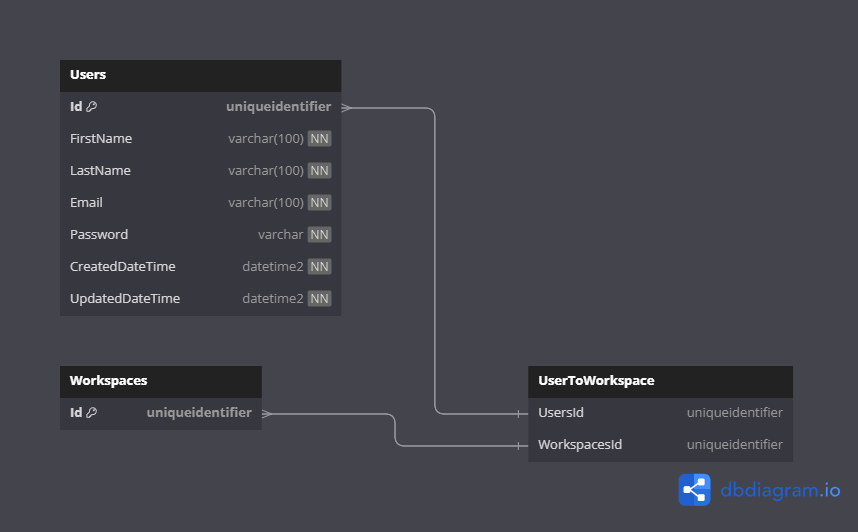 Users
Id uniqueidentifier
FirstName varchar(100) NN
LastName varchar(100) NN
Email varchar(100) NN
Password varchar NN
CreatedDateTime datetime2 NN
UpdatedDateTime datetime2 NN
Workspaces
Id uniqueidentifier
UserToWorkspace
UsersId uniqueidentifier
WorkspacesId uniqueidentifier
dbdiagram.io